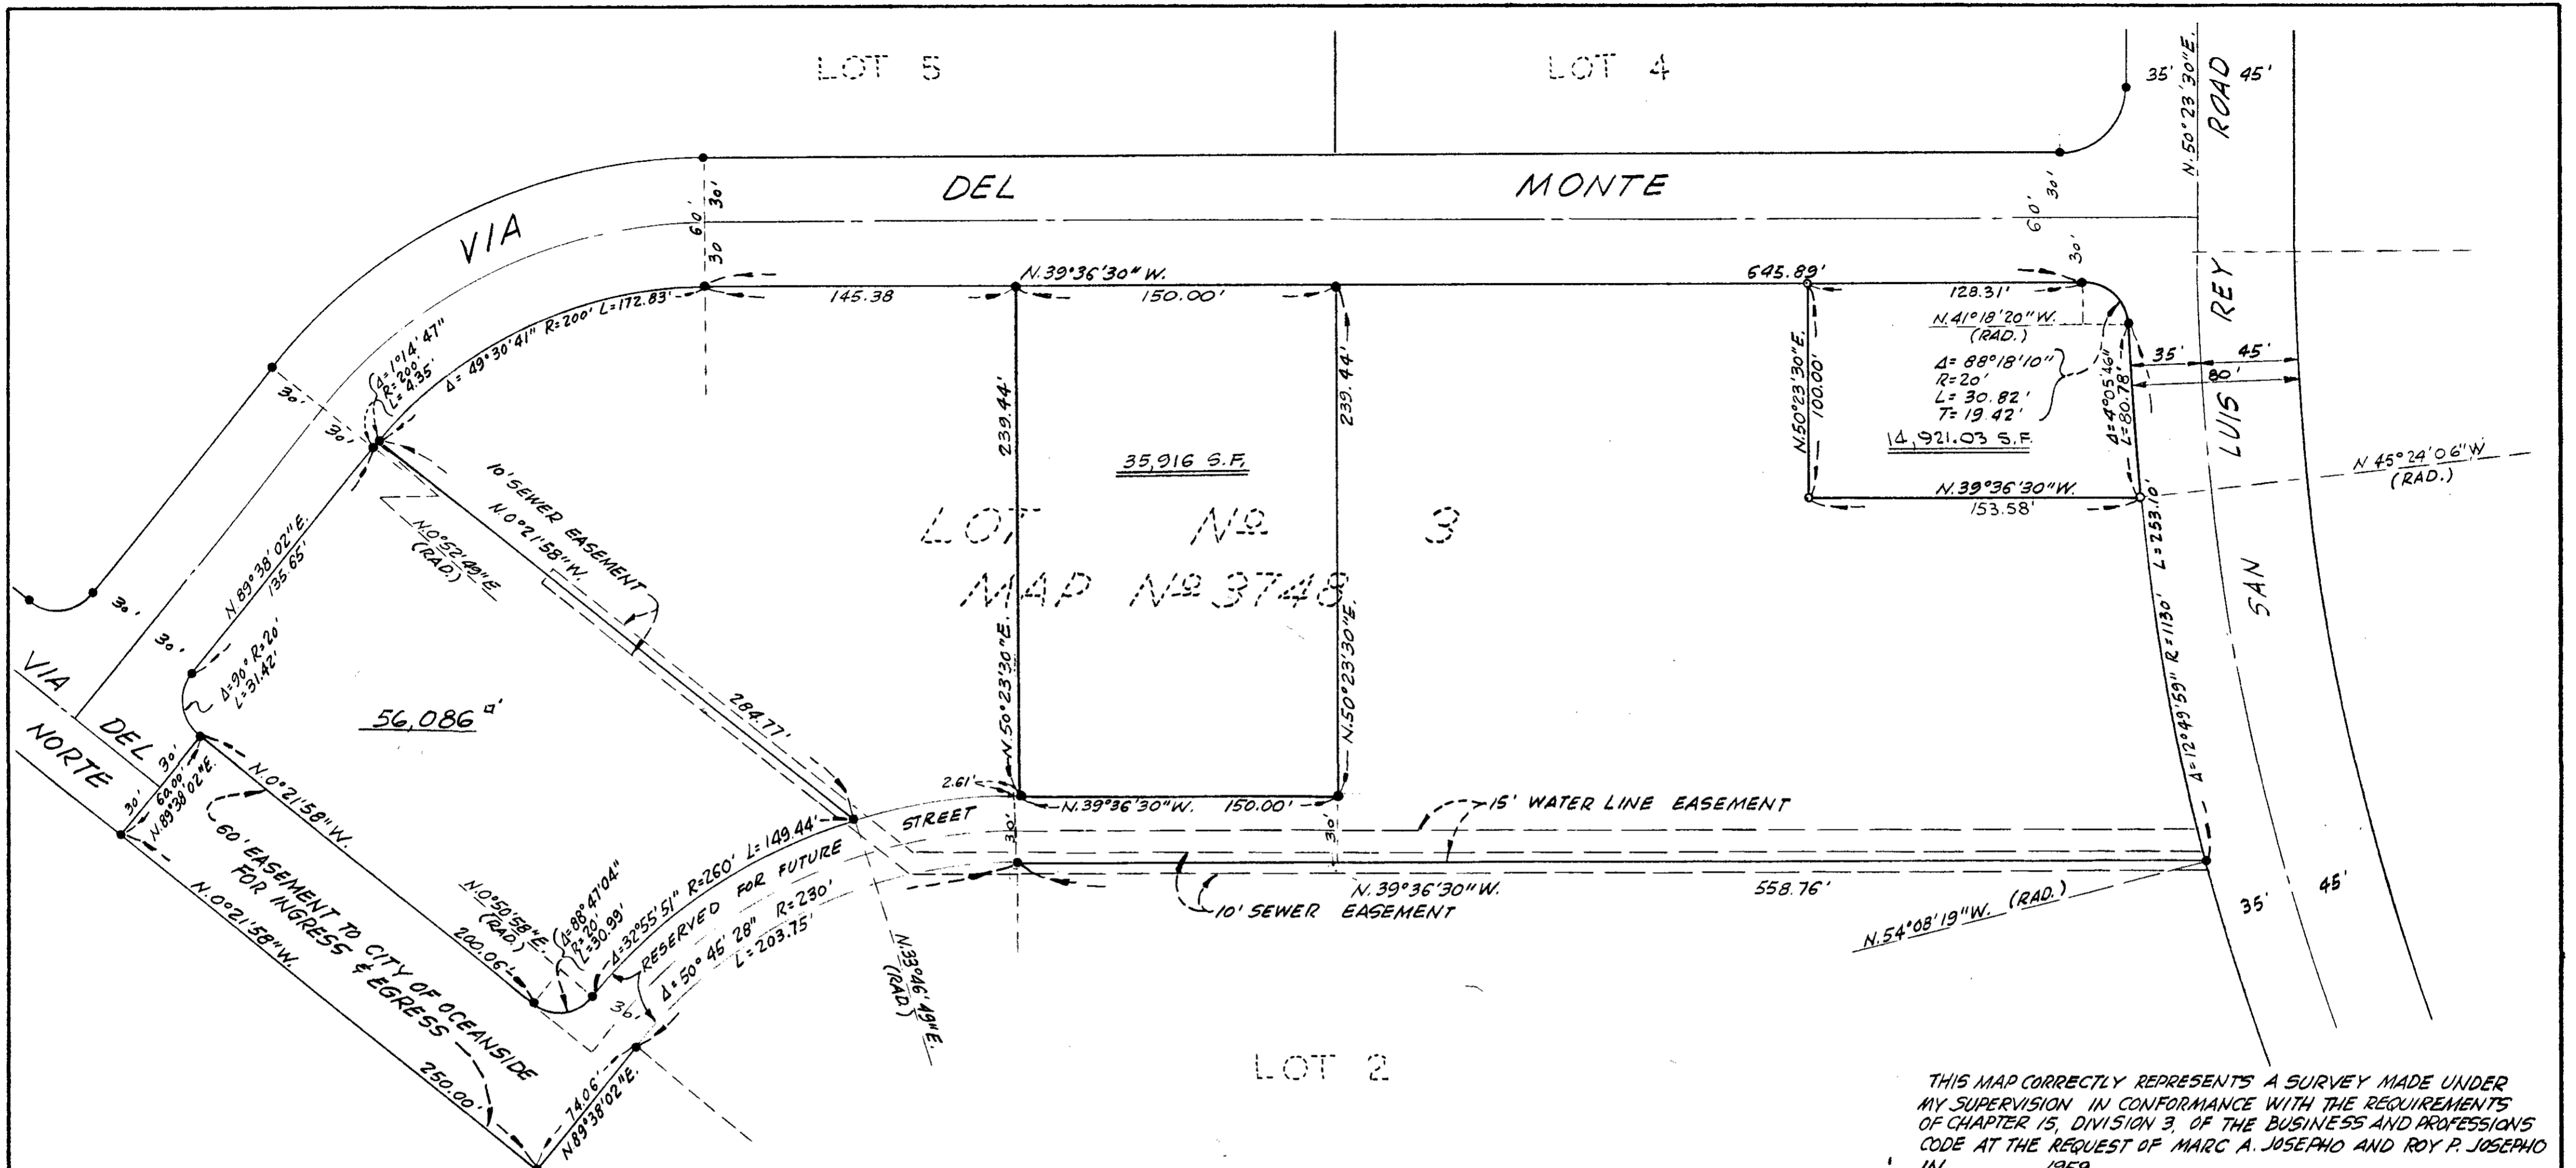 LOT 5
LOT 4
35'
N.50°23'30"E.
ROAD
45'
VIA
DEL
MONTE
30'
60'
30
30'
60'
30'
N.39°36'30"W.
645.89'
145.38
150.00'
128.31'
Δ=49°30'41" R=200' L=172.83'
Δ=1°14'47"
R=200'
L=4.35'
30'
30'
N.41°18'20"W.
(RAD.)
Δ=88°18'10"
R=20'
L=30.82'
T=19.42'
14,921.03 S.F.
N.50°23'30"E.
100.00'
Δ=4°05'46"
L=80.78'
35'
45'
80'
REY
LUIS
SAN
N 45°24'06"W
(RAD.)
N.39°36'30"W.
153.58'
Δ=12°49'59" R=1130' L=253.10'
239.44'
239.44'
35,916 S.F.
LOT Nº 3
MAP Nº 3748
N.50°23'30"E.
N.50°23'30"E.
10' SEWER EASEMENT
N.0°21'58"W.
284.77'
N.0°52'49"E
(RAD.)
N.89°38'02"E.
135.65'
30'
30'
Δ=90° R=20'
L=31.42'
56,086 □'
VIA
DEL
NORTE
30'
30'
60.00'
N.89°38'02"E.
N.0°21'58"W.
200.06'
60' EASEMENT TO CITY OF OCEANSIDE
FOR INGRESS & EGRESS
N.0°21'58"W.
250.00'
N.0°50'58"E.
(RAD.)
Δ=88°47'04"
R=20'
L=30.99'
Δ=32°55'51" R=260' L=149.44'
RESERVED FOR FUTURE
STREET
36'
Δ=50°45'28" R=230'
L=203.75'
74.06'
N.89°38'02"E.
N.33°46'49"E.
(RAD.)
2.61'
N.39°36'30"W. 150.00'
30'
30'
15' WATER LINE EASEMENT
10' SEWER EASEMENT
N.39°36'30"W.
558.76'
N.54°08'19"W. (RAD.)
35'
45'
LOT 2
THIS MAP CORRECTLY REPRESENTS A SURVEY MADE UNDER
MY SUPERVISION IN CONFORMANCE WITH THE REQUIREMENTS
OF CHAPTER 15, DIVISION 3, OF THE BUSINESS AND PROFESSIONS
CODE AT THE REQUEST OF MARC A. JOSEPHO AND ROY P. JOSEPHO
IN 1959